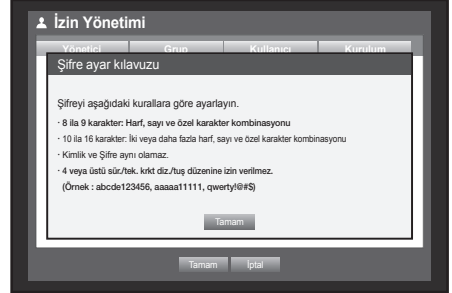 İzin Yönetimi
Yönetici Grup Kullanıcı Kurulum
Şifre ayar kılavuzu
Şifreyi aşağıdaki kurallara göre ayarlayın.
· 8 ila 9 karakter: Harf, sayı ve özel karakter kombinasyonu
· 10 ila 16 karakter: İki veya daha fazla harf, sayı ve özel karakter kombinasyonu
· Kimlik ve Şifre aynı olamaz.
· 4 veya üstü sür./tek. krkt diz./tuş düzenine izin verilmez.
(Örnek : abcde123456, aaaaa11111, qwerty!@#$)
Tamam
Tamam İptal